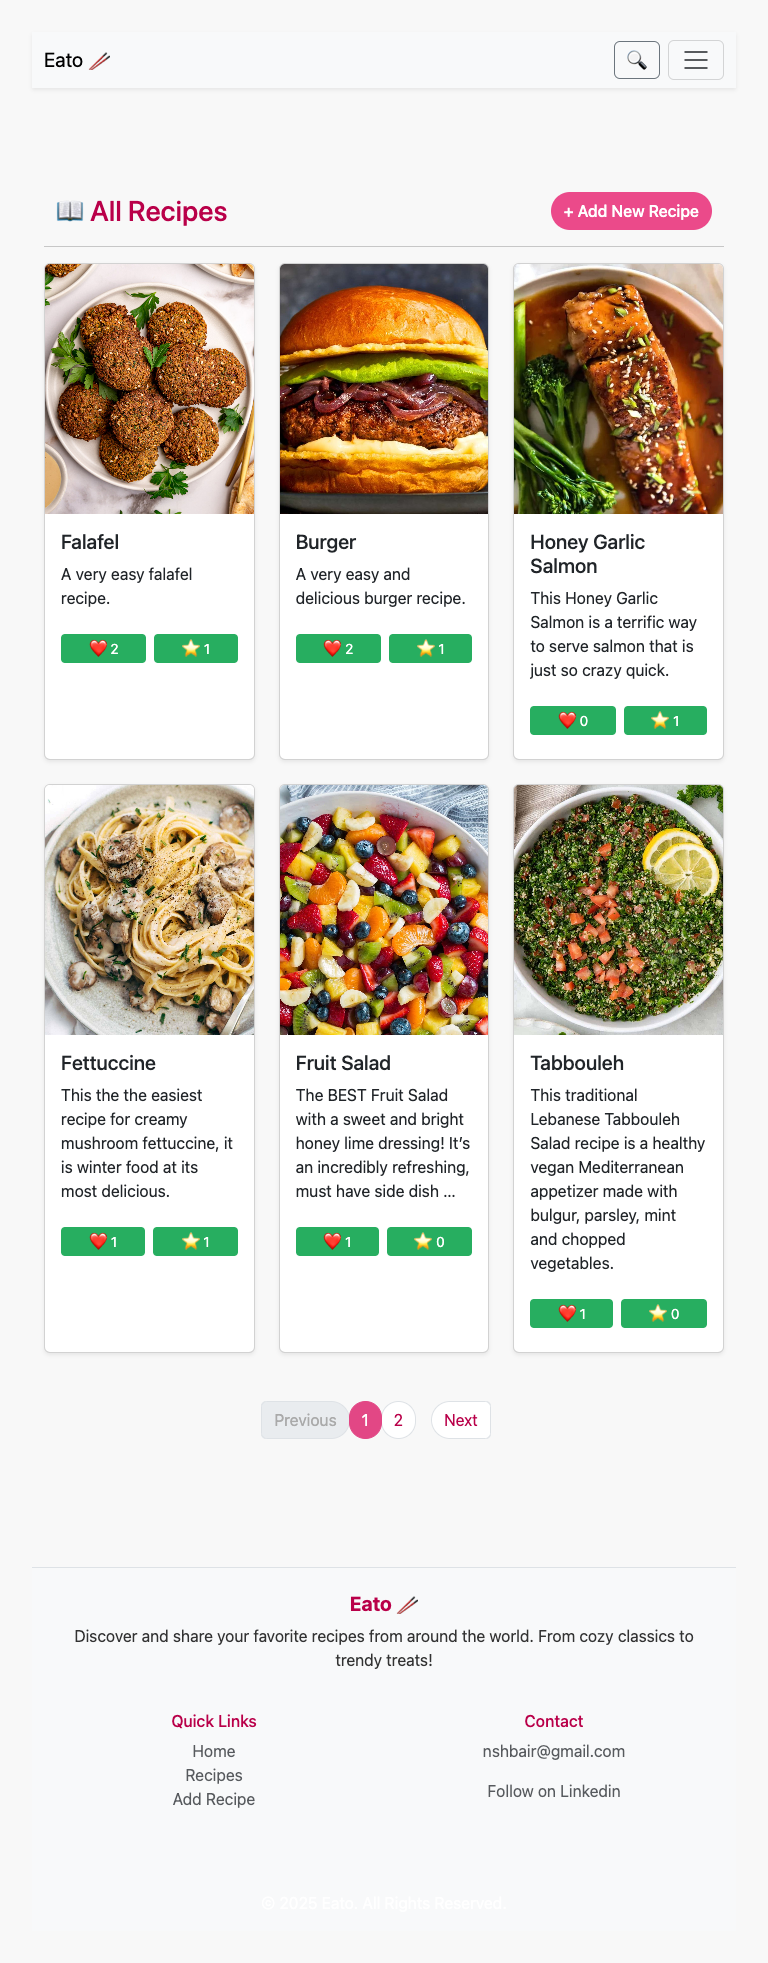 Eato 🥢
🔍
📖 All Recipes
+ Add New Recipe
Falafel
A very easy falafel
recipe.
❤️ 2 ⭐ 1
Burger
A very easy and
delicious burger recipe.
❤️ 2 ⭐ 1
Honey Garlic
Salmon
This Honey Garlic
Salmon is a terrific way
to serve salmon that is
just so crazy quick.
❤️ 0 ⭐ 1
Fettuccine
This the the easiest
recipe for creamy
mushroom fettuccine, it
is winter food at its
most delicious.
❤️ 1 ⭐ 1
Fruit Salad
The BEST Fruit Salad
with a sweet and bright
honey lime dressing! It’s
an incredibly refreshing,
must have side dish ...
❤️ 1 ⭐ 0
Tabbouleh
This traditional
Lebanese Tabbouleh
Salad recipe is a healthy
vegan Mediterranean
appetizer made with
bulgur, parsley, mint
and chopped
vegetables.
❤️ 1 ⭐ 0
Previous 1 2 Next
Eato 🥢
Discover and share your favorite recipes from around the world. From cozy classics to
trendy treats!
Quick Links
Home
Recipes
Add Recipe
Contact
nshbair@gmail.com
Follow on Linkedin
© 2025 Eato. All Rights Reserved.